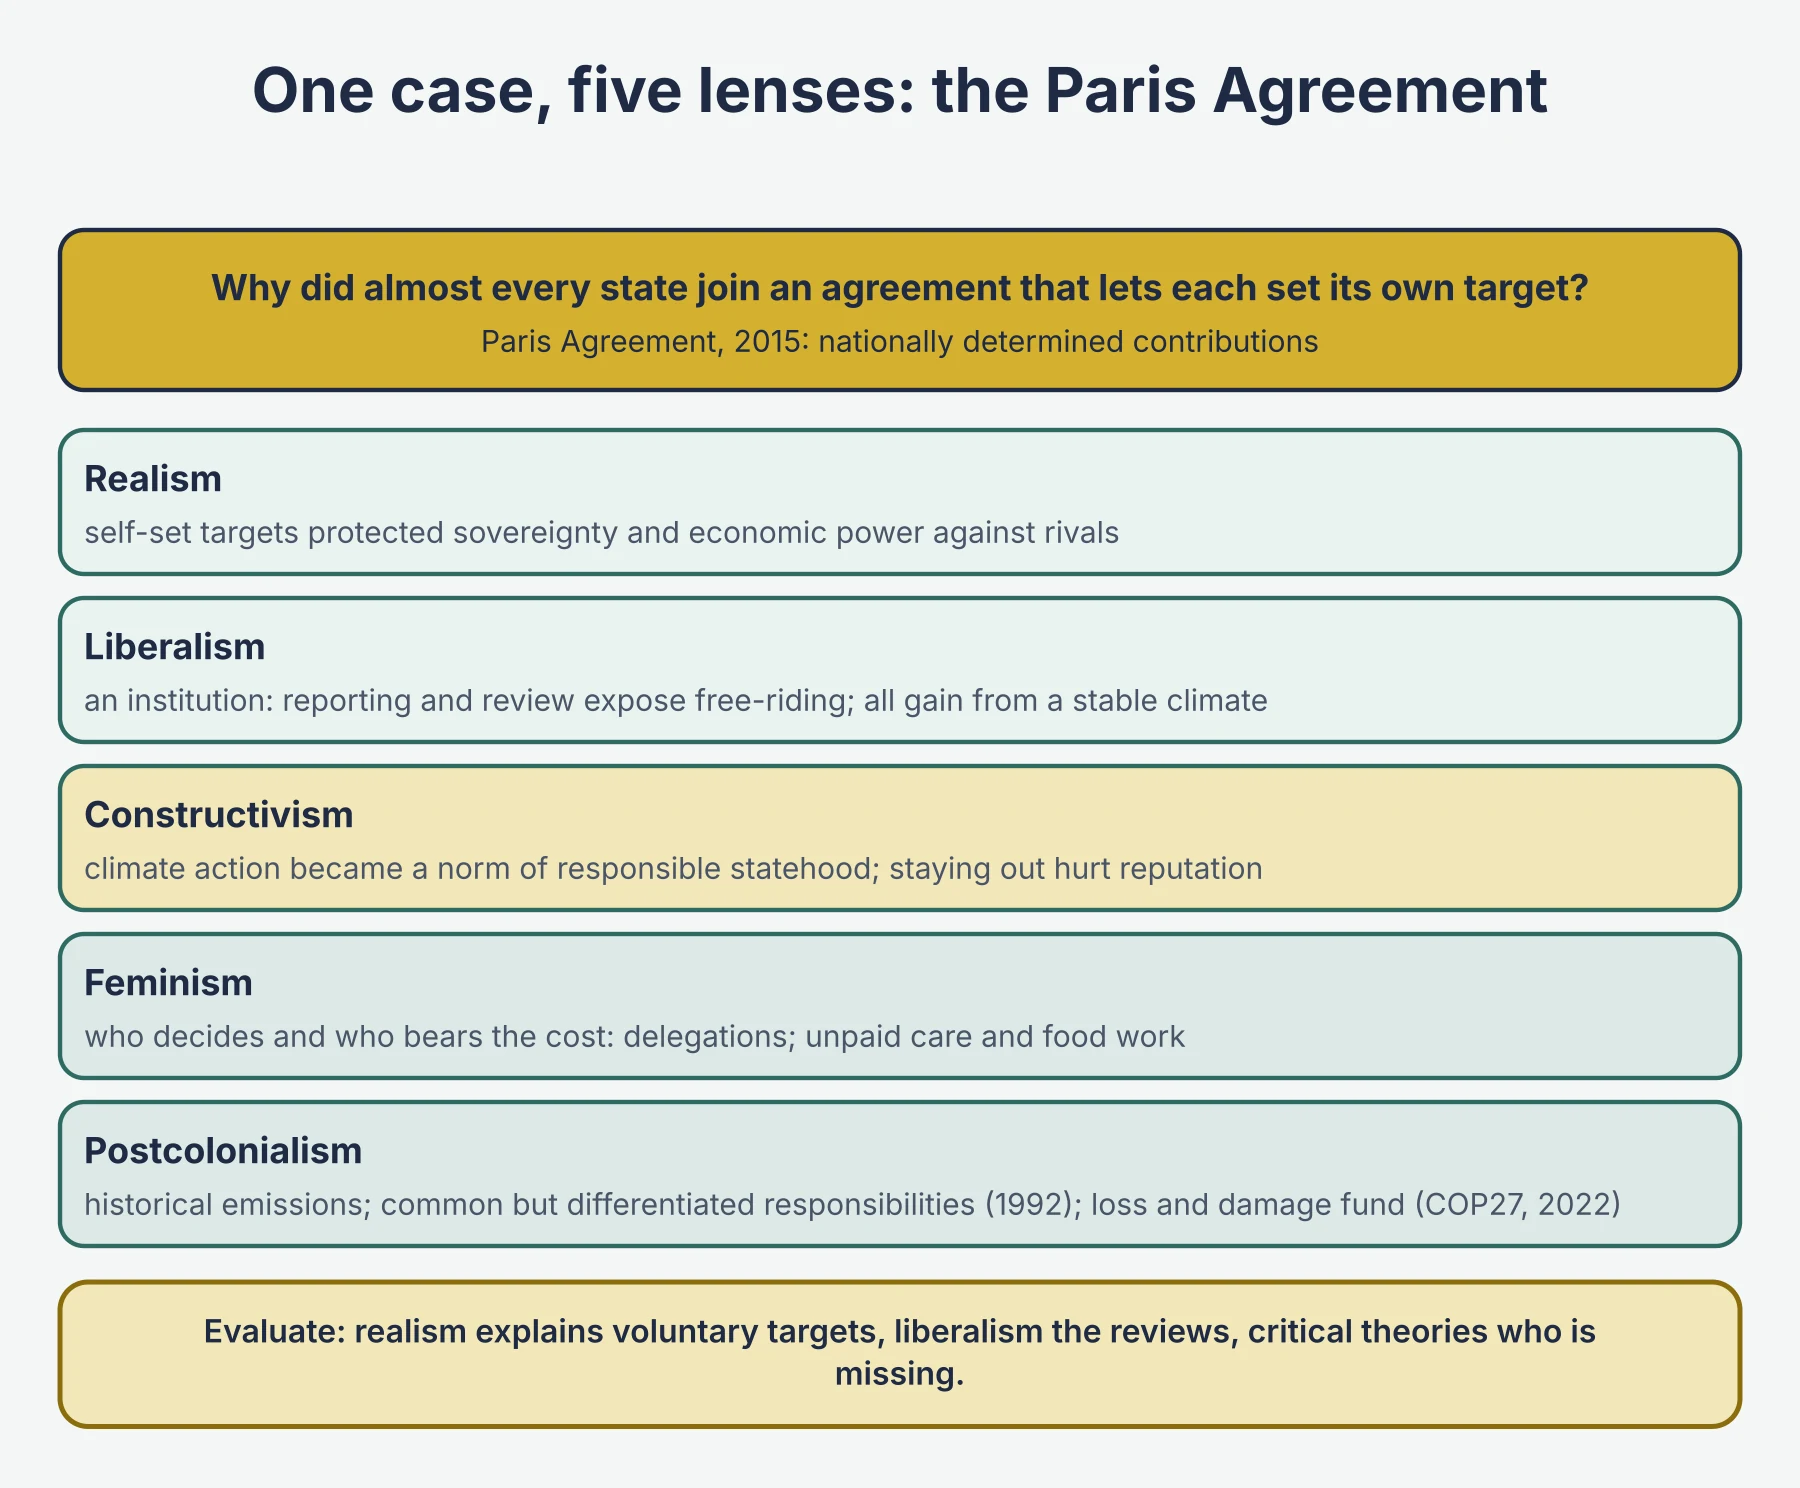 One case, five lenses: the Paris Agreement
Why did almost every state join an agreement that lets each set its own target?
Paris Agreement, 2015: nationally determined contributions
Realism
self-set targets protected sovereignty and economic power against rivals
Liberalism
an institution: reporting and review expose free-riding; all gain from a stable climate
Constructivism
climate action became a norm of responsible statehood; staying out hurt reputation
Feminism
who decides and who bears the cost: delegations; unpaid care and food work
Postcolonialism
historical emissions; common but differentiated responsibilities (1992); loss and damage fund (COP27, 2022)
Evaluate: realism explains voluntary targets, liberalism the reviews, critical theories who is
missing.